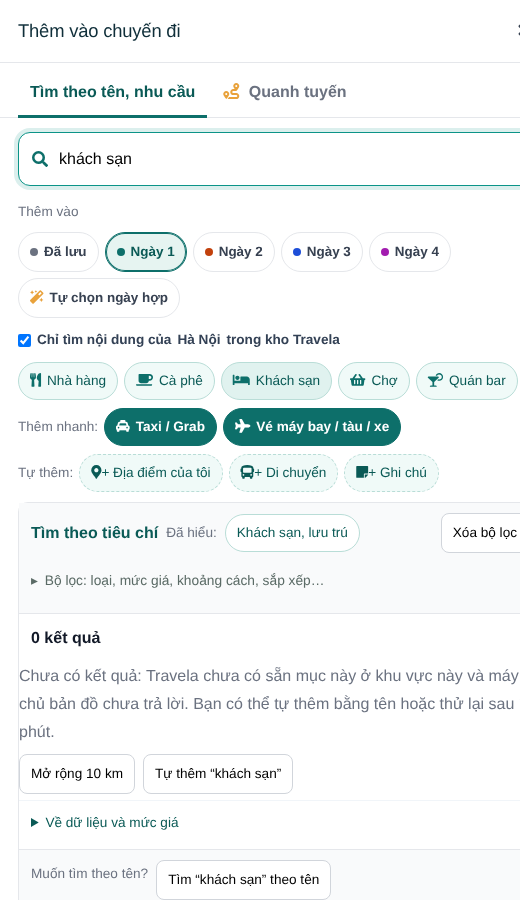 Thêm vào chuyến đi
Tìm theo tên, nhu cầu
Quanh tuyến
khách sạn
Thêm vào
Đã lưu
Ngày 1
Ngày 2
Ngày 3
Ngày 4
Tự chọn ngày hợp
Chỉ tìm nội dung của Hà Nội trong kho Travela
Nhà hàng
Cà phê
Khách sạn
Chợ
Quán bar
Thêm nhanh:
Taxi / Grab
Vé máy bay / tàu / xe
Tự thêm:
+ Địa điểm của tôi
+ Di chuyển
+ Ghi chú
Tìm theo tiêu chí
Đã hiểu:
Khách sạn, lưu trú
Xóa bộ lọc
▸ Bộ lọc: loại, mức giá, khoảng cách, sắp xếp…
0 kết quả
Chưa có kết quả: Travela chưa có sẵn mục này ở khu vực này và máy
chủ bản đồ chưa trả lời. Bạn có thể tự thêm bằng tên hoặc thử lại sau
phút.
Mở rộng 10 km
Tự thêm “khách sạn”
▸ Về dữ liệu và mức giá
Muốn tìm theo tên?
Tìm “khách sạn” theo tên